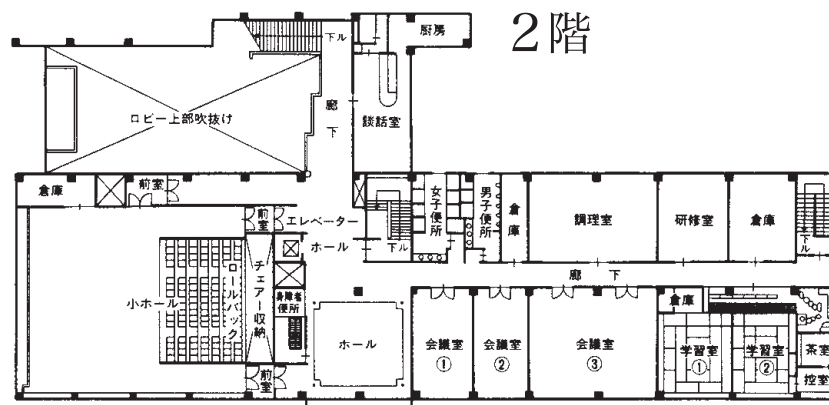 2階
下ル
厨房
ロビー上部吹抜け
廊下
談話室
倉庫
前室
前室
エレベーター
ホール
下ル
女子便所
男子便所
倉庫
調理室
研修室
倉庫
下ル
廊下
小ホール
ロールバック
チェアー収納
身障者
便所
前室
ホール
会議室
①
会議室
②
会議室
③
倉庫
学習室
①
学習室
②
茶室
控室